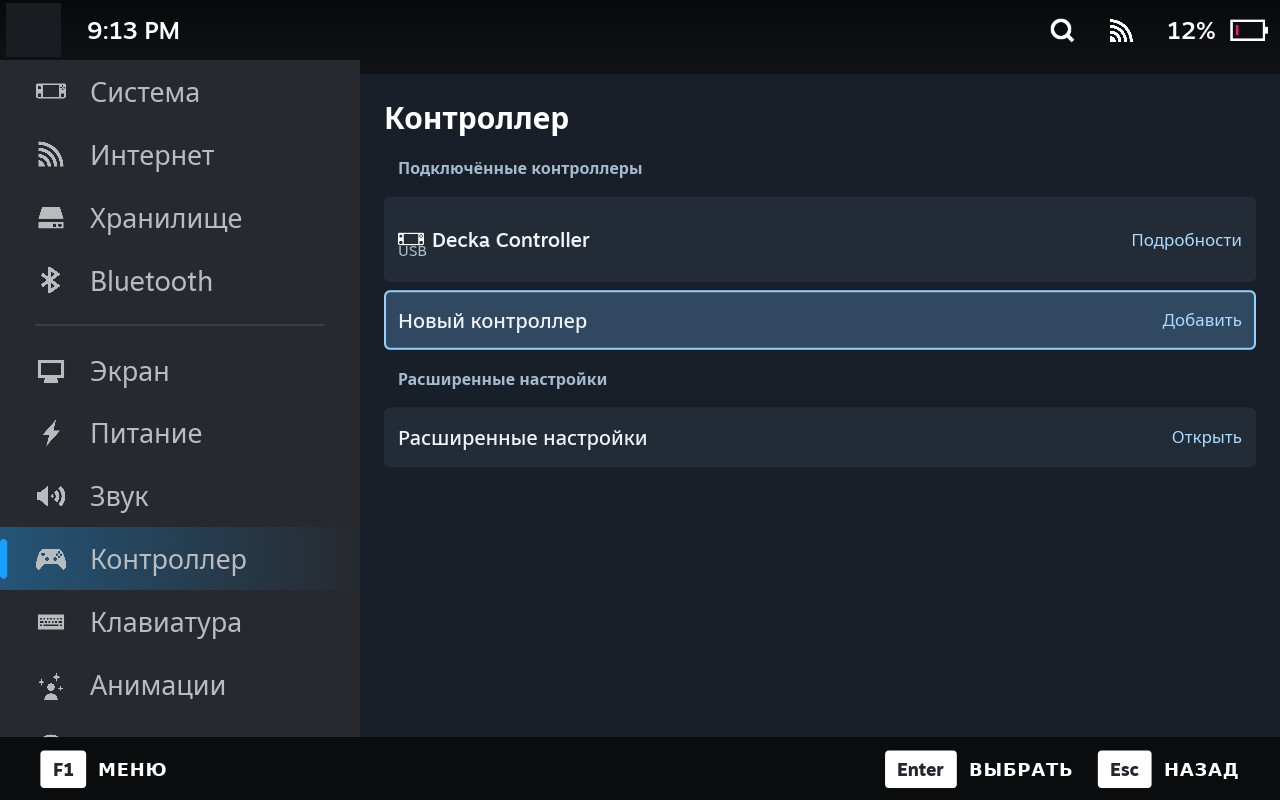 9:13 PM
12%
Система
Интернет
Хранилище
Bluetooth
Экран
Питание
Звук
Контроллер
Клавиатура
Анимации
Контроллер
Подключённые контроллеры
Decka Controller
USB
Подробности
Новый контроллер
Добавить
Расширенные настройки
Расширенные настройки
Открыть
F1 МЕНЮ
Enter ВЫБРАТЬ
Esc НАЗАД